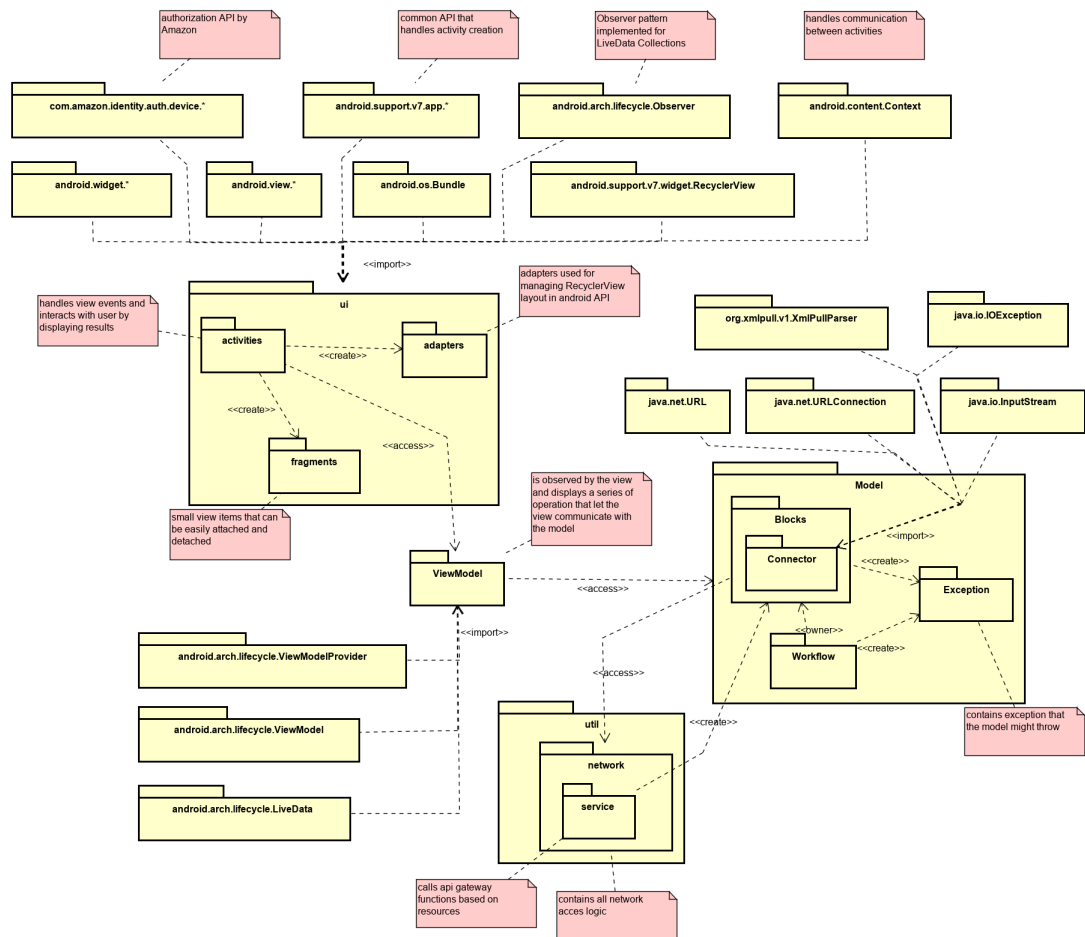 authorization API by
Amazon
common API that
handles activity creation
Observer pattern
implemented for
LiveData Collections
handles communication
between activities
com.amazon.identity.auth.device.*
android.support.v7.app.*
android.arch.lifecycle.Observer
android.content.Context
android.widget.*
android.view.*
android.os.Bundle
android.support.v7.widget.RecyclerView
<<import>>
adapters used for
managing RecyclerView
layout in android API
handles view events and
interacts with user by
displaying results
ui
activities
adapters
<<create>>
<<create>>
<<access>>
fragments
small view items that can
be easily attached and
detached
org.xmlpull.v1.XmlPullParser
java.io.IOException
java.net.URL
java.net.URLConnection
java.io.InputStream
is observed by the view
and displays a series of
operation that let the
view communicate with
the model
Model
Blocks
Connector
<<import>>
<<create>>
Exception
<<owner>>
Workflow
<<create>>
ViewModel
<<access>>
<<import>>
android.arch.lifecycle.ViewModelProvider
android.arch.lifecycle.ViewModel
android.arch.lifecycle.LiveData
<<access>>
<<create>>
contains exception that
the model might throw
util
network
service
calls api gateway
functions based on
resources
contains all network
acces logic